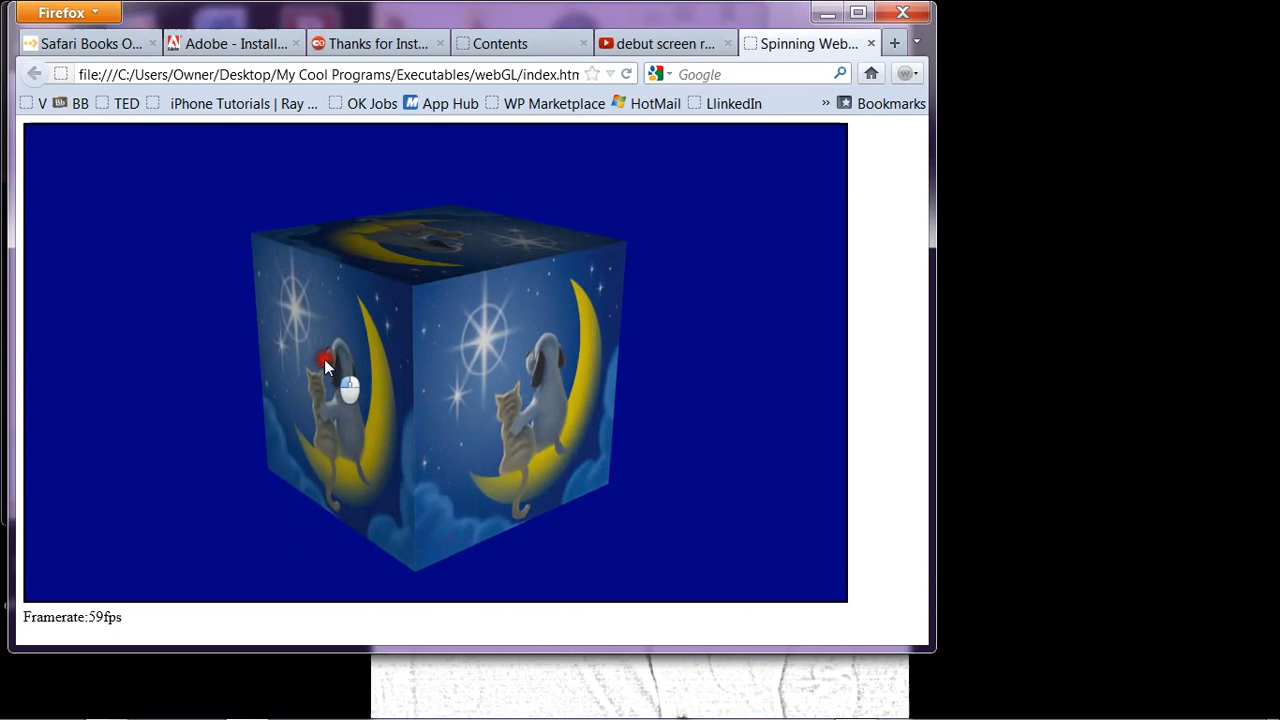 Firefox
Safari Books O...
Adobe - Install...
Thanks for Inst...
Contents
debut screen r...
Spinning Web...
file:///C:/Users/Owner/Desktop/My Cool Programs/Executables/webGL/index.htm
Google
V
BB
TED
iPhone Tutorials | Ray ...
OK Jobs
App Hub
WP Marketplace
HotMail
LlinkedIn
Bookmarks
Framerate:59fps